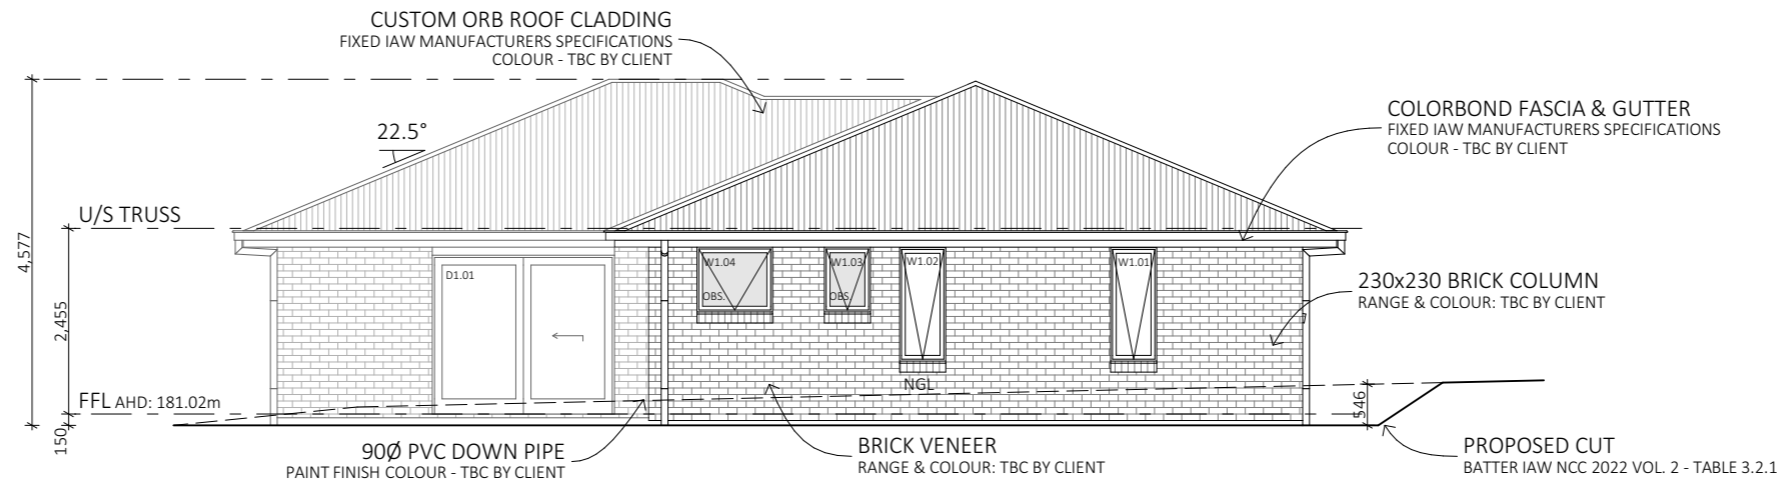 CUSTOM ORB ROOF CLADDING
FIXED IAW MANUFACTURERS SPECIFICATIONS
COLOUR - TBC BY CLIENT
COLORBOND FASCIA & GUTTER
FIXED IAW MANUFACTURERS SPECIFICATIONS
COLOUR - TBC BY CLIENT
22.5°
U/S TRUSS
4,577
2,455
150
D1.01
W1.04
OBS.
W1.03
OBS.
W1.02
W1.01
230x230 BRICK COLUMN
RANGE & COLOUR: TBC BY CLIENT
NGL
FFL AHD: 181.02m
546
90Ø PVC DOWN PIPE
PAINT FINISH COLOUR - TBC BY CLIENT
BRICK VENEER
RANGE & COLOUR: TBC BY CLIENT
PROPOSED CUT
BATTER IAW NCC 2022 VOL. 2 - TABLE 3.2.1